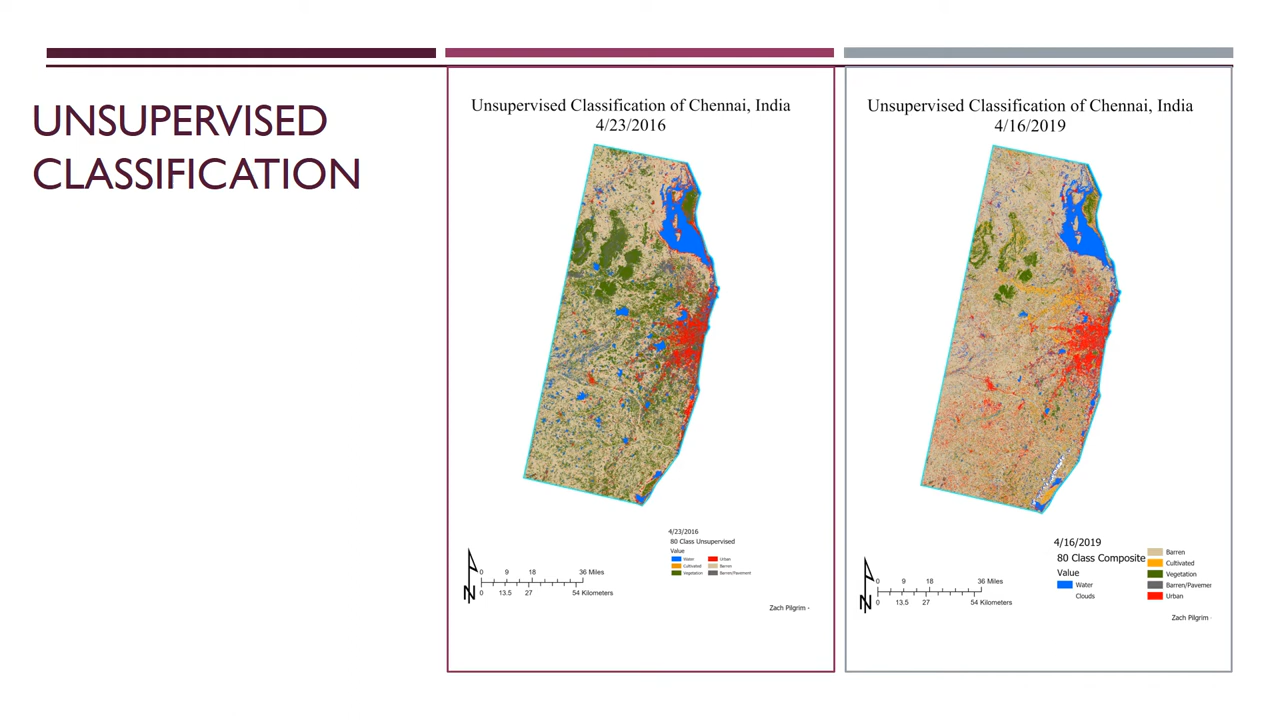 UNSUPERVISED
CLASSIFICATION
Unsupervised Classification of Chennai, India
4/23/2016
4/23/2016
80 Class Unsupervised
Value
Water
Urban
Cultivated
Barren
Vegetation
Barren/Pavement
0 9 18 36 Miles
0 13.5 27 54 Kilometers
N
Zach Pilgrim -
Unsupervised Classification of Chennai, India
4/16/2019
4/16/2019
80 Class Composite
Value
Water
Clouds
Barren
Cultivated
Vegetation
Barren/Pavemer
Urban
0 9 18 36 Miles
0 13.5 27 54 Kilometers
N
Zach Pilgrim